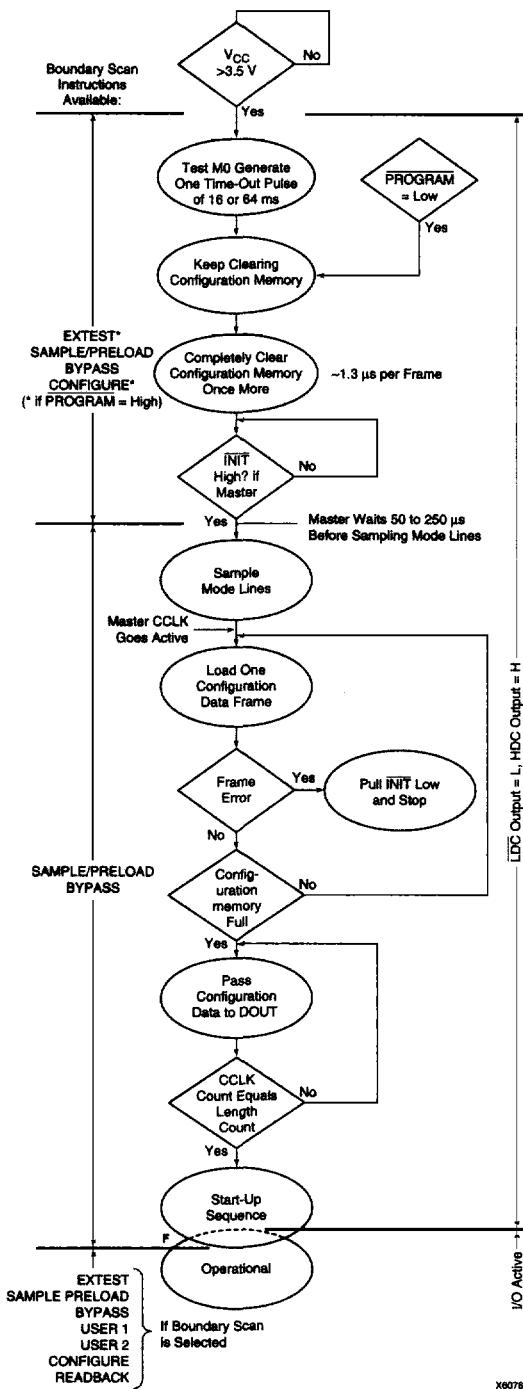 VCC
>3.5 V
No
Boundary Scan
Instructions
Available:
Yes
Test M0 Generate
One Time-Out Pulse
of 16 or 64 ms
PROGRAM
= Low
Yes
Keep Clearing
Configuration Memory
EXTEST*
SAMPLE/PRELOAD
BYPASS
CONFIGURE*
(* if PROGRAM = High)
Completely Clear
Configuration Memory
Once More
~1.3 µs per Frame
INIT
High? if
Master
No
Yes
Master Waits 50 to 250 µs
Before Sampling Mode Lines
Sample
Mode Lines
Master CCLK
Goes Active
Load One
Configuration
Data Frame
LDC Output = L, HDC Output = H
Frame
Error
Yes
Pull INIT Low
and Stop
No
SAMPLE/PRELOAD
BYPASS
Config-
uration
memory
Full
No
Yes
Pass
Configuration
Data to DOUT
CCLK
Count Equals
Length
Count
No
Yes
Start-Up
Sequence
F
Operational
I/O Active
EXTEST
SAMPLE PRELOAD
BYPASS
USER 1
USER 2
CONFIGURE
READBACK
If Boundary Scan
is Selected
X6076